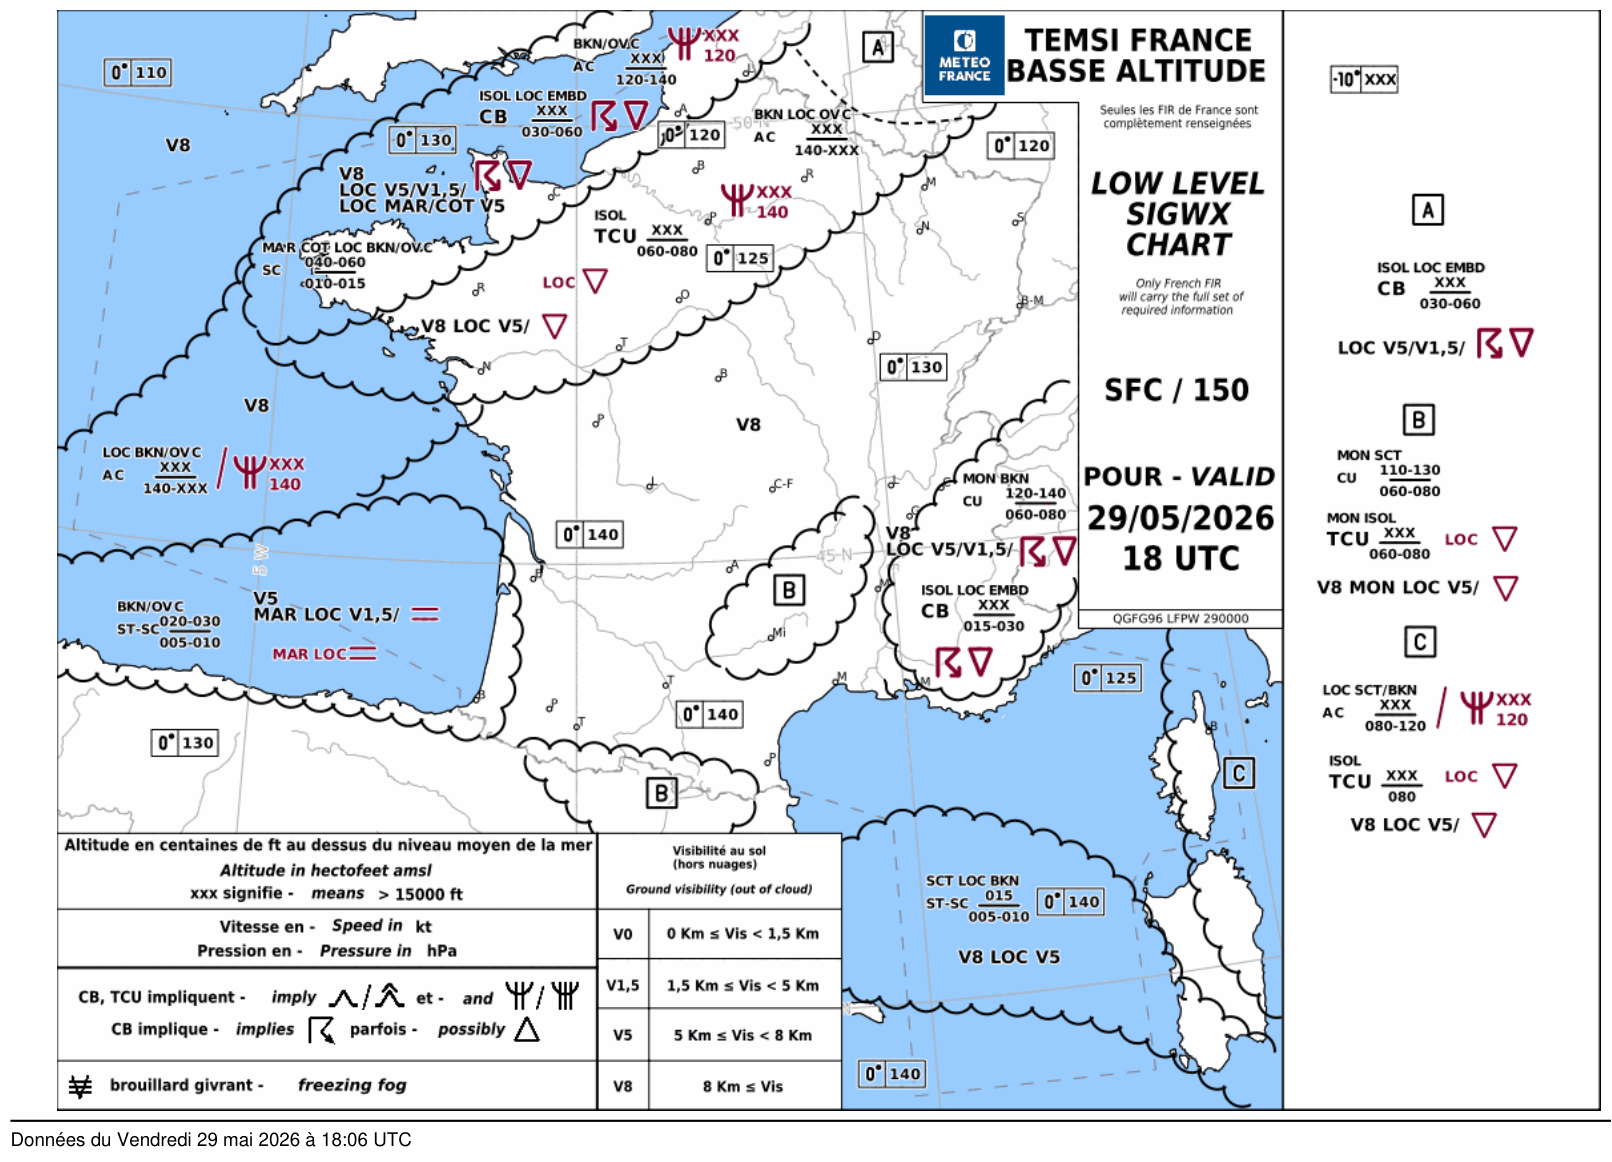 0° 110
V8
BKN/OVC
AC XXX
120-140
XXX
120
A
METEO
FRANCE
TEMSI FRANCE
BASSE ALTITUDE
Seules les FIR de France sont
complètement renseignées
LOW LEVEL
SIGWX
CHART
Only French FIR
will carry the full set of
required information
SFC / 150
POUR - VALID
29/05/2026
18 UTC
QGFG96 LFPW 290000
ISOL LOC EMBD
CB XXX
030-060
0° 130
0° 120
50 N
BKN LOC OVC
AC XXX
140-XXX
0° 120
V8
LOC V5/V1,5/
LOC MAR/COT V5
XXX
140
ISOL
TCU XXX
060-080
0° 125
MAR COT LOC BKN/OVC
SC 040-060
010-015
LOC
V8 LOC V5/
0° 130
V8
V8
LOC BKN/OVC
AC XXX
140-XXX
/ XXX
140
MON BKN
CU 120-140
060-080
0° 140
V8
LOC V5/V1,5/
45 N
5 W
B
ISOL LOC EMBD
CB XXX
015-030
BKN/OVC
ST-SC 020-030
005-010
V5
MAR LOC V1,5/
MAR LOC
0° 125
0° 140
0° 130
B
C
SCT LOC BKN
ST-SC 015
005-010
0° 140
V8 LOC V5
0° 140
A
B
C
R
M
P
N
S
R
O
B-M
T
D
N
B
P
L
C-F
L
G
A
B
M
Mi
N
T
M
M
B
P
T
P
B
A
-10° XXX
A
ISOL LOC EMBD
CB XXX
030-060
LOC V5/V1,5/
B
MON SCT
CU 110-130
060-080
MON ISOL
TCU XXX
060-080
LOC
V8 MON LOC V5/
C
LOC SCT/BKN
AC XXX
080-120
/ XXX
120
ISOL
TCU XXX
080
LOC
V8 LOC V5/
Altitude en centaines de ft au dessus du niveau moyen de la mer
Altitude in hectofeet amsl
xxx signifie - means > 15000 ft
Vitesse en - Speed in kt
Pression en - Pressure in hPa
CB, TCU impliquent - imply / et - and /
CB implique - implies parfois - possibly
brouillard givrant - freezing fog
Visibilité au sol
(hors nuages)
Ground visibility (out of cloud)
V0 0 Km ≤ Vis < 1,5 Km
V1,5 1,5 Km ≤ Vis < 5 Km
V5 5 Km ≤ Vis < 8 Km
V8 8 Km ≤ Vis
Données du Vendredi 29 mai 2026 à 18:06 UTC